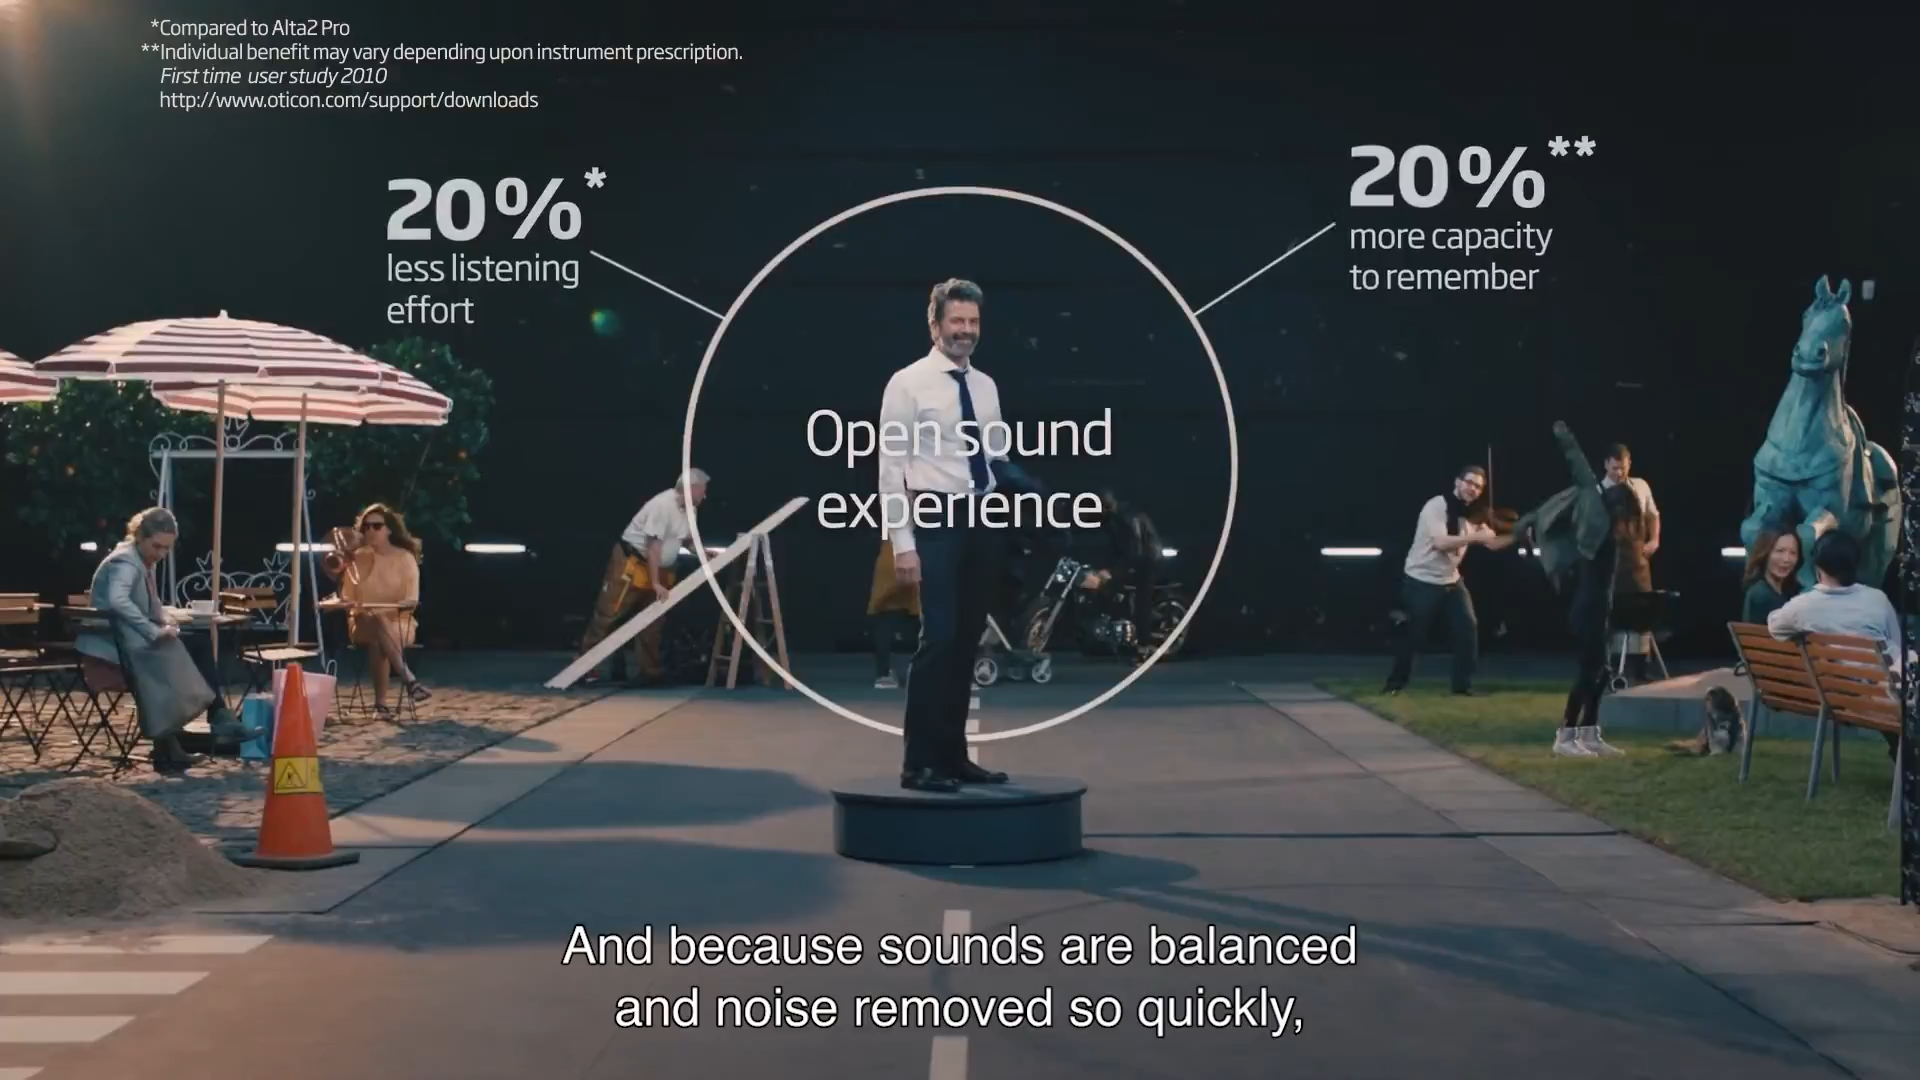 *Compared to Alta2 Pro
**Individual benefit may vary depending upon instrument prescription.
First time user study 2010
http://www.oticon.com/support/downloads
20%*
less listening
effort
20%**
more capacity
to remember
Open sound
experience
And because sounds are balanced
and noise removed so quickly,